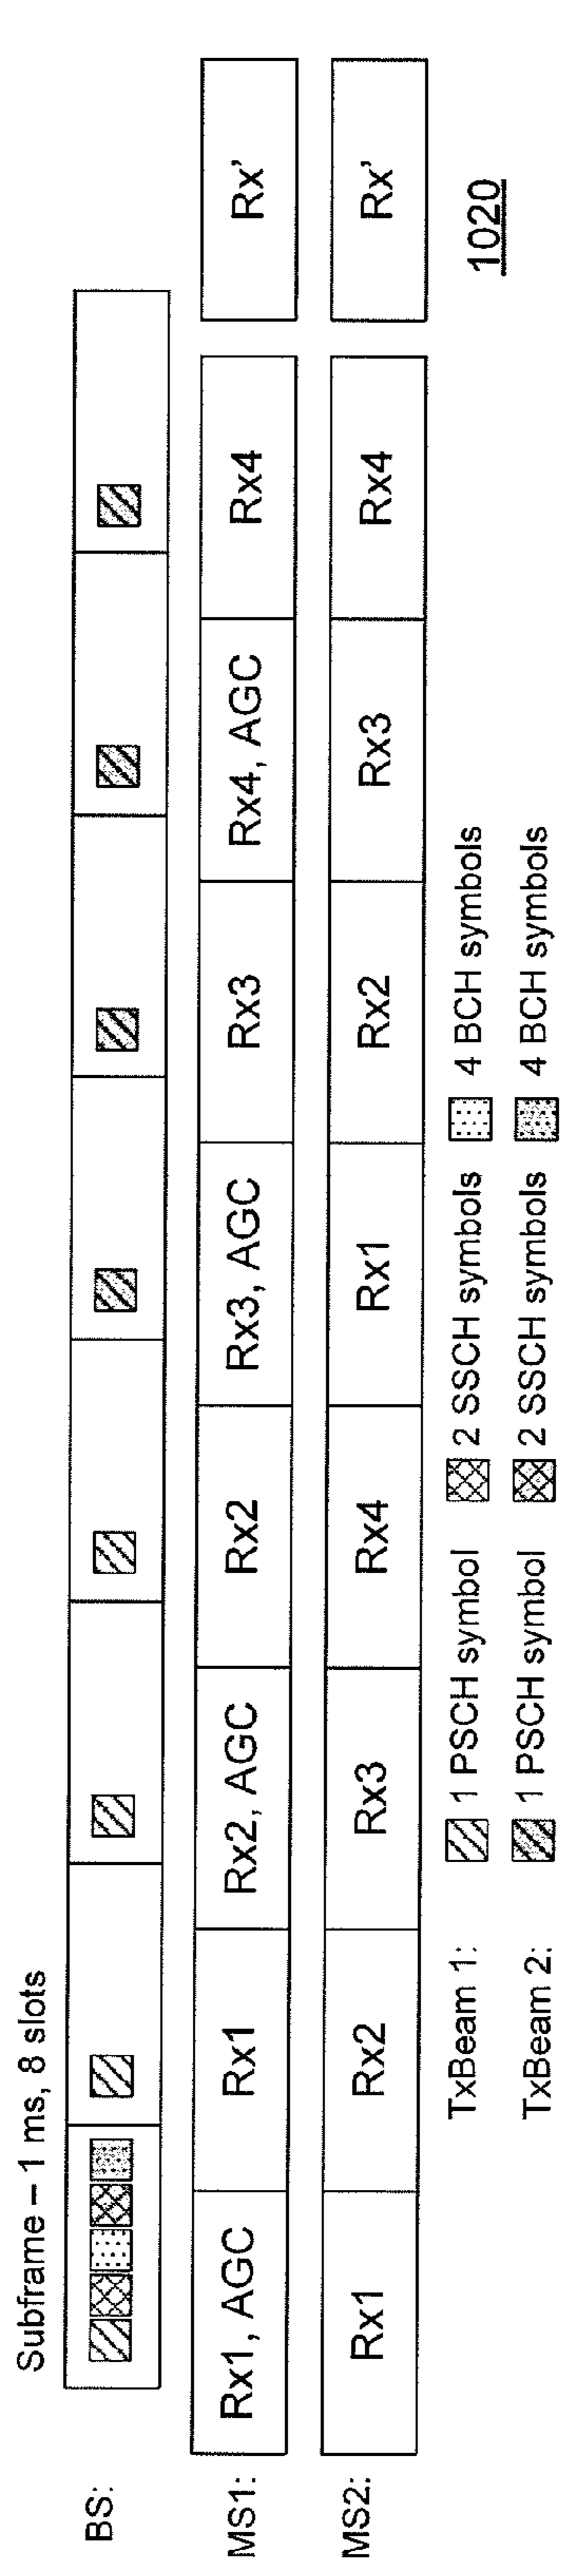 Subframe – 1 ms, 8 slots
BS:
MS1: Rx1, AGC Rx1 Rx2, AGC Rx2 Rx3, AGC Rx3 Rx4, AGC Rx4 Rx'
MS2: Rx1 Rx2 Rx3 Rx4 Rx1 Rx2 Rx3 Rx4 Rx'
TxBeam 1: 1 PSCH symbol 2 SSCH symbols 4 BCH symbols
TxBeam 2: 1 PSCH symbol 2 SSCH symbols 4 BCH symbols
1020